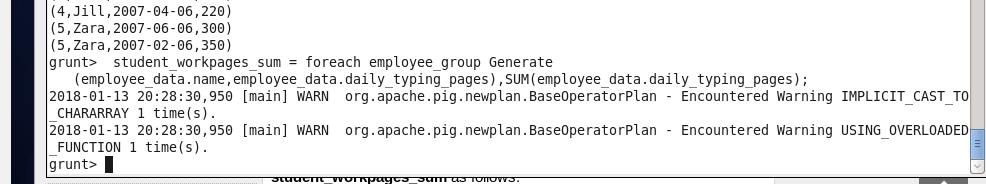 (4,Jill,2007-04-06,220)
(5,Zara,2007-06-06,300)
(5,Zara,2007-02-06,350)
grunt>  student_workpages_sum = foreach employee_group Generate
   (employee_data.name,employee_data.daily_typing_pages),SUM(employee_data.daily_typing_pages);
2018-01-13 20:28:30,950 [main] WARN  org.apache.pig.newplan.BaseOperatorPlan - Encountered Warning IMPLICIT_CAST_TO
_CHARARRAY 1 time(s).
2018-01-13 20:28:30,950 [main] WARN  org.apache.pig.newplan.BaseOperatorPlan - Encountered Warning USING_OVERLOADED
_FUNCTION 1 time(s).
grunt>
student_workpages_sum as follows: